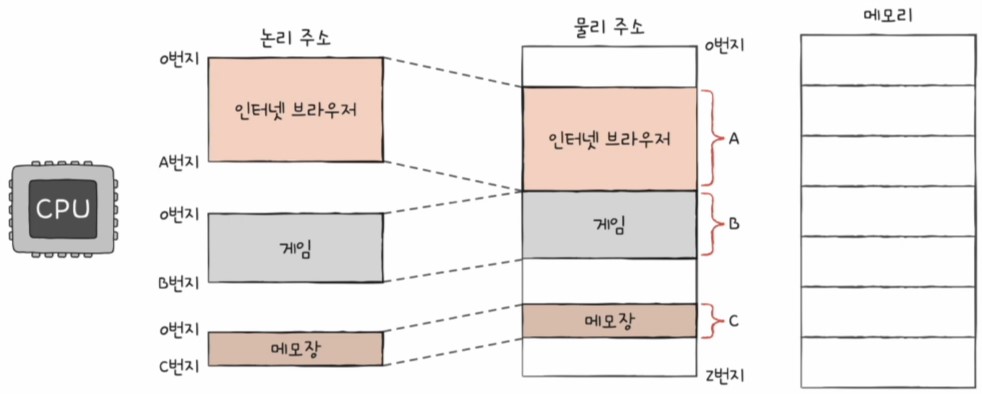 CPU
논리 주소
0번지
인터넷 브라우저
A번지
0번지
게임
B번지
0번지
메모장
C번지
물리 주소
0번지
인터넷 브라우저
A
게임
B
메모장
C
Z번지
메모리